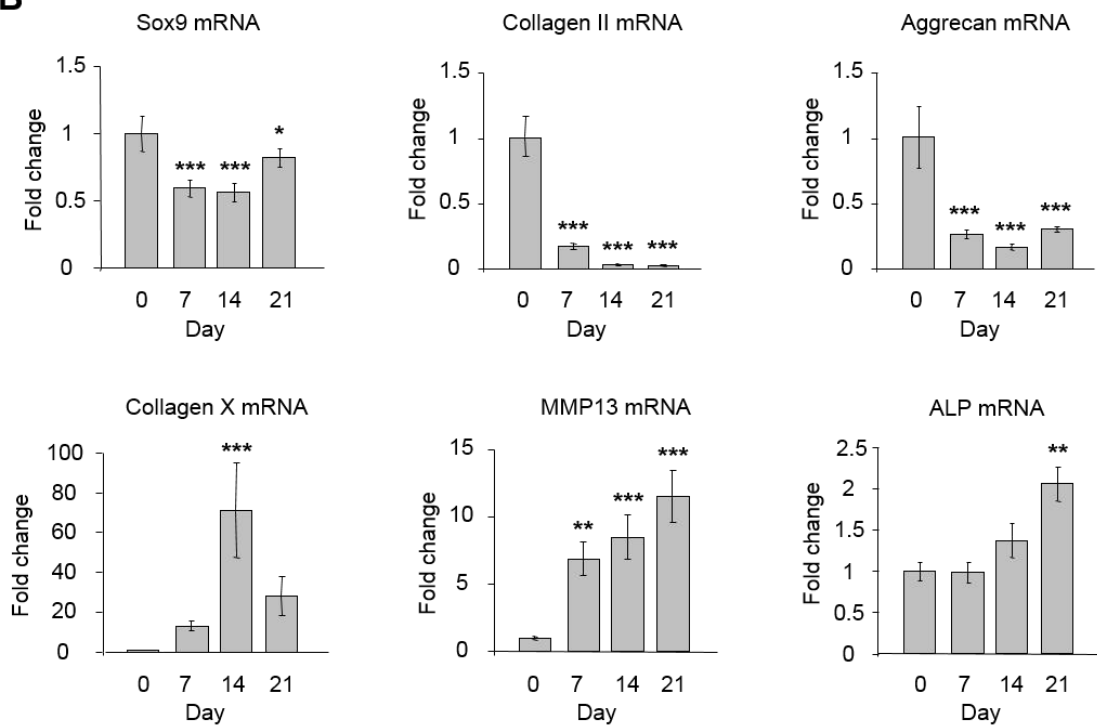 B
Sox9 mRNA
Collagen II mRNA
Aggrecan mRNA
Fold change
1.5
1
0.5
0
***
***
*
0 7 14 21
Day
Fold change
1.5
1
0.5
0
***
***
***
0 7 14 21
Day
Fold change
1.5
1
0.5
0
***
***
***
0 7 14 21
Day
Collagen X mRNA
MMP13 mRNA
ALP mRNA
Fold change
100
80
60
40
20
0
***
0 7 14 21
Day
Fold change
15
10
5
0
**
***
***
0 7 14 21
Day
Fold change
2.5
2
1.5
1
0.5
0
**
0 7 14 21
Day